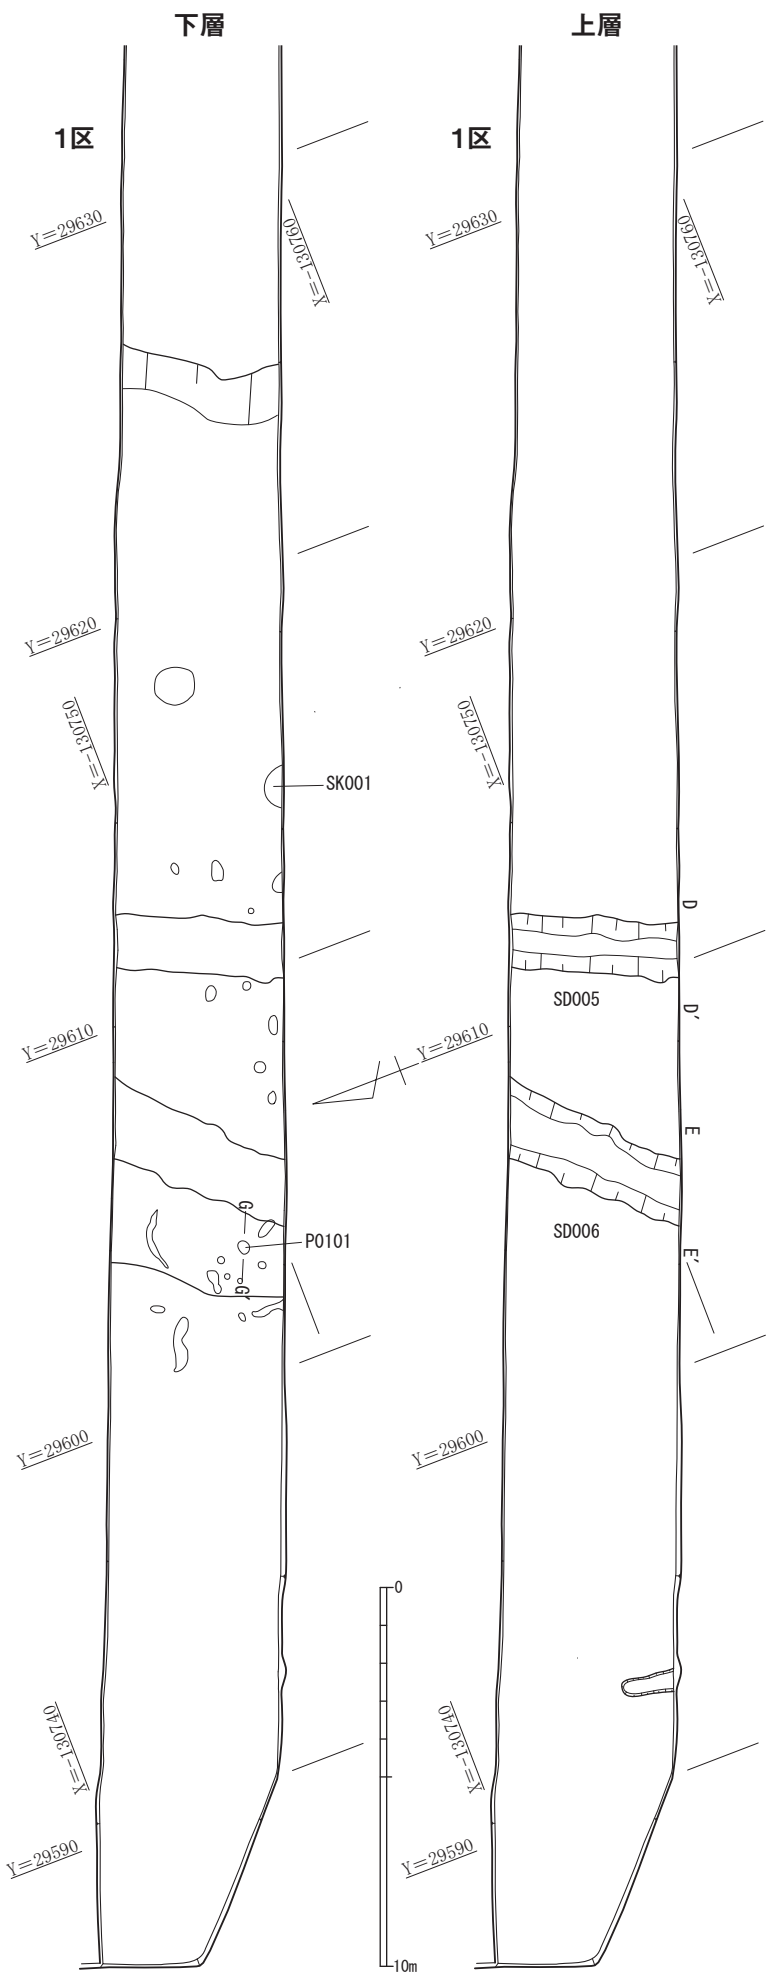 下層
上層
1区
1区
Y=29630
X=-130760
Y=29630
X=-130760
Y=29620
Y=29620
X=-130750
X=-130750
SK001
D
SD005
D'
Y=29610
Y=29610
E
SD006
E'
G
P0101
G'
Y=29600
Y=29600
0
X=-130740
X=-130740
Y=29590
Y=29590
10m